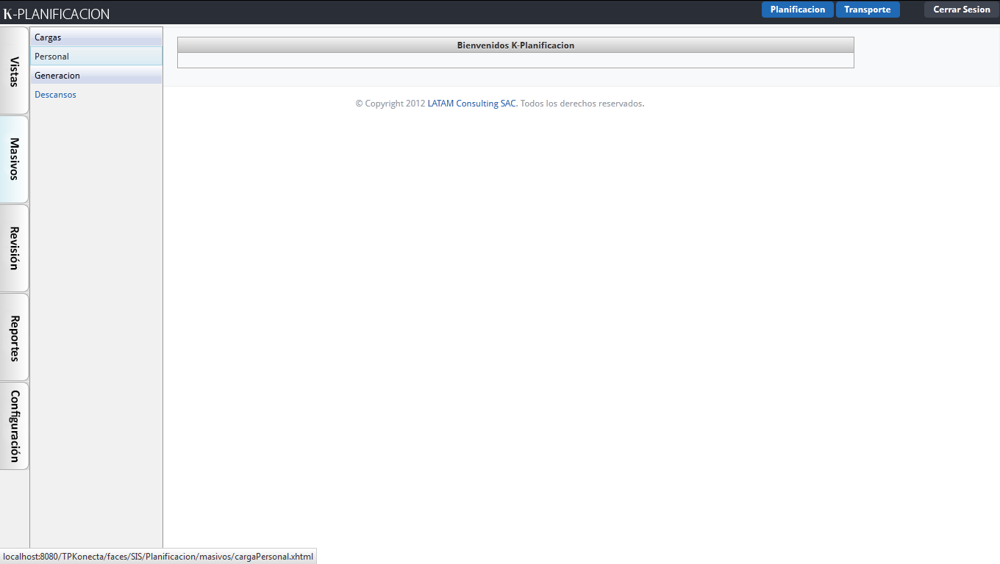 K-PLANIFICACION
Planificacion
Transporte
Cerrar Sesion
Vistas
Masivos
Revisión
Reportes
Configuración
Cargas
Personal
Generacion
Descansos
Bienvenidos K-Planificacion
© Copyright 2012 LATAM Consulting SAC. Todos los derechos reservados.
localhost:8080/TPKonecta/faces/SIS/Planificacion/masivos/cargaPersonal.xhtml